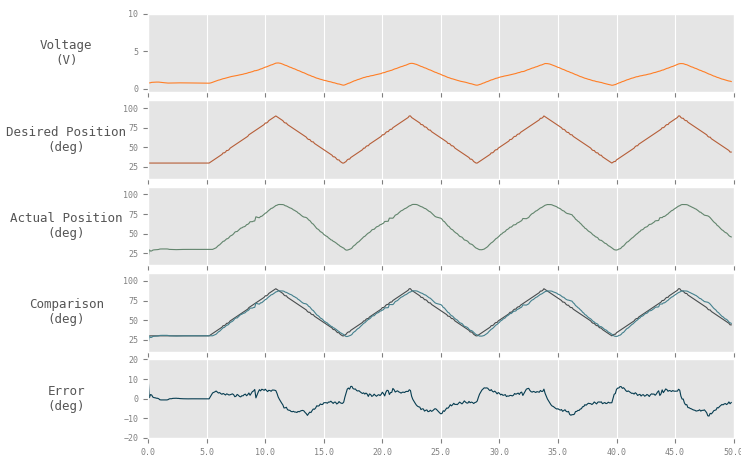 Voltage
(V)
10
5
0
Desired Position
(deg)
100
75
50
25
Actual Position
(deg)
100
75
50
25
Comparison
(deg)
100
75
50
25
Error
(deg)
20
10
0
−10
−20
0.0 5.0 10.0 15.0 20.0 25.0 30.0 35.0 40.0 45.0 50.0